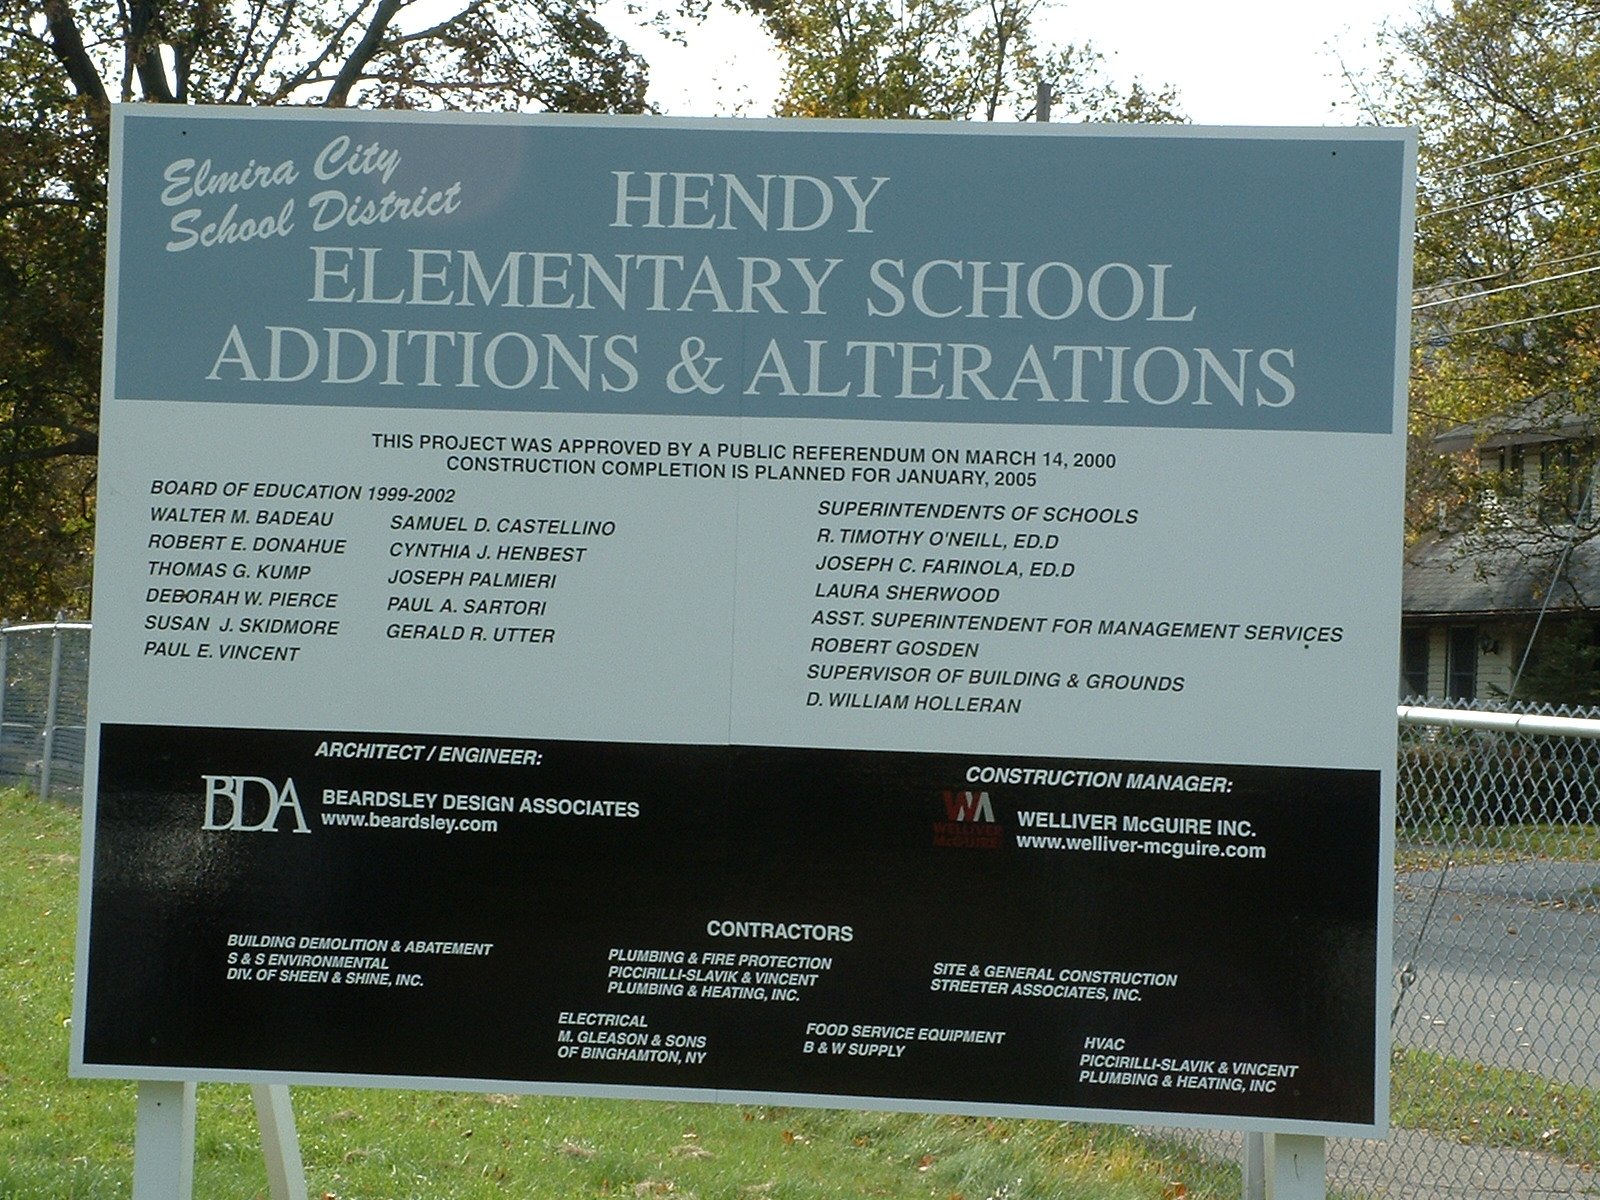 Elmira City
School District
HENDY
ELEMENTARY SCHOOL
ADDITIONS & ALTERATIONS
THIS PROJECT WAS APPROVED BY A PUBLIC REFERENDUM ON MARCH 14, 2000
CONSTRUCTION COMPLETION IS PLANNED FOR JANUARY, 2005
BOARD OF EDUCATION 1999-2002
WALTER M. BADEAU
ROBERT E. DONAHUE
THOMAS G. KUMP
DEBORAH W. PIERCE
SUSAN J. SKIDMORE
PAUL E. VINCENT
SAMUEL D. CASTELLINO
CYNTHIA J. HENBEST
JOSEPH PALMIERI
PAUL A. SARTORI
GERALD R. UTTER
SUPERINTENDENTS OF SCHOOLS
R. TIMOTHY O'NEILL, ED.D
JOSEPH C. FARINOLA, ED.D
LAURA SHERWOOD
ASST. SUPERINTENDENT FOR MANAGEMENT SERVICES
ROBERT GOSDEN
SUPERVISOR OF BUILDING & GROUNDS
D. WILLIAM HOLLERAN
ARCHITECT / ENGINEER:
BDA
BEARDSLEY DESIGN ASSOCIATES
www.beardsley.com
CONSTRUCTION MANAGER:
WM
WELLIVER
McGUIRE
WELLIVER McGUIRE INC.
www.welliver-mcguire.com
CONTRACTORS
BUILDING DEMOLITION & ABATEMENT
S & S ENVIRONMENTAL
DIV. OF SHEEN & SHINE, INC.
PLUMBING & FIRE PROTECTION
PICCIRILLI-SLAVIK & VINCENT
PLUMBING & HEATING, INC.
SITE & GENERAL CONSTRUCTION
STREETER ASSOCIATES, INC.
ELECTRICAL
M. GLEASON & SONS
OF BINGHAMTON, NY
FOOD SERVICE EQUIPMENT
B & W SUPPLY
HVAC
PICCIRILLI-SLAVIK & VINCENT
PLUMBING & HEATING, INC